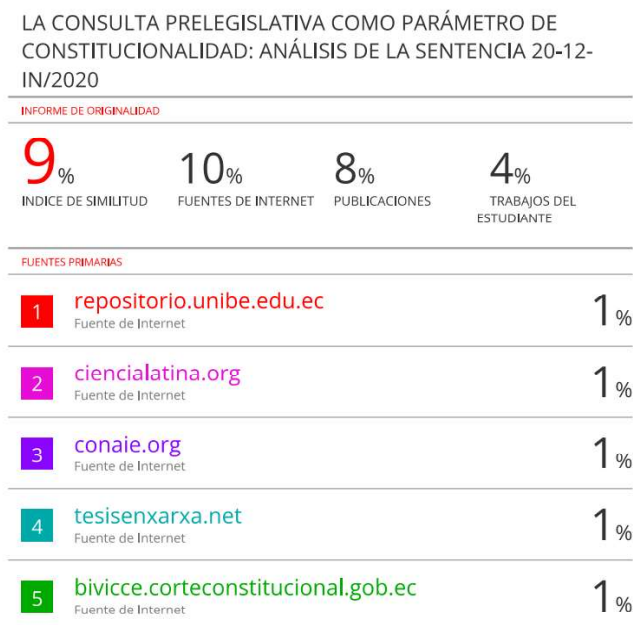 LA CONSULTA PRELEGISLATIVA COMO PARÁMETRO DE
CONSTITUCIONALIDAD: ANÁLISIS DE LA SENTENCIA 20-12-
IN/2020
INFORME DE ORIGINALIDAD
9%
10%
8%
4%
INDICE DE SIMILITUD
FUENTES DE INTERNET
PUBLICACIONES
TRABAJOS DEL
ESTUDIANTE
FUENTES PRIMARIAS
1 repositorio.unibe.edu.ec 1%
Fuente de Internet
2 ciencialatina.org 1%
Fuente de Internet
3 conaie.org 1%
Fuente de Internet
4 tesisenxarxa.net 1%
Fuente de Internet
5 bivicce.corteconstitucional.gob.ec 1%
Fuente de Internet